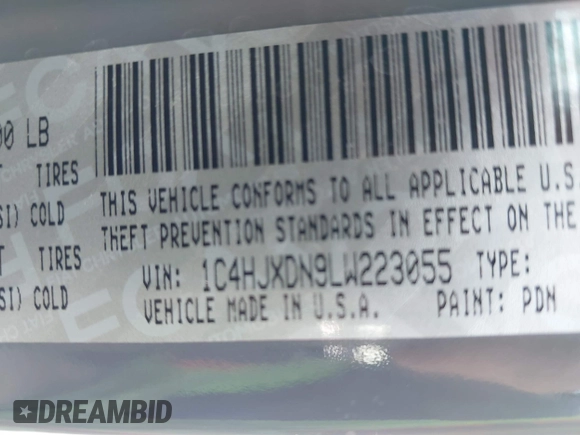 00 LB
TIRES
SI) COLD
TIRES
SI) COLD
THIS VEHICLE CONFORMS TO ALL APPLICABLE U.S
THEFT PREVENTION STANDARDS IN EFFECT ON THE
VIN: 1C4HJXDN9LW223055 TYPE:
VEHICLE MADE IN U.S.A. PAINT: PDN
DREAMBID